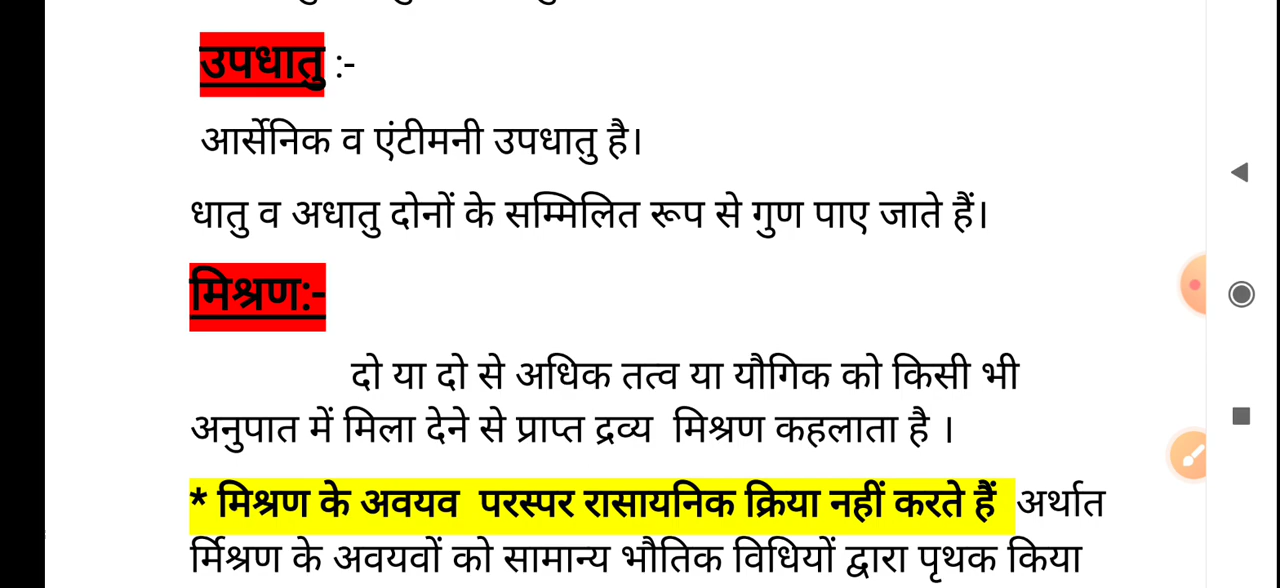 उपधातु :-
आर्सेनिक व एंटीमनी उपधातु है।
धातु व अधातु दोनों के सम्मिलित रूप से गुण पाए जाते हैं।
मिश्रण:-
दो या दो से अधिक तत्व या यौगिक को किसी भी
अनुपात में मिला देने से प्राप्त द्रव्य मिश्रण कहलाता है ।
* मिश्रण के अवयव परस्पर रासायनिक क्रिया नहीं करते हैं अर्थात
र्मिश्रण के अवयवों को सामान्य भौतिक विधियों द्वारा पृथक किया